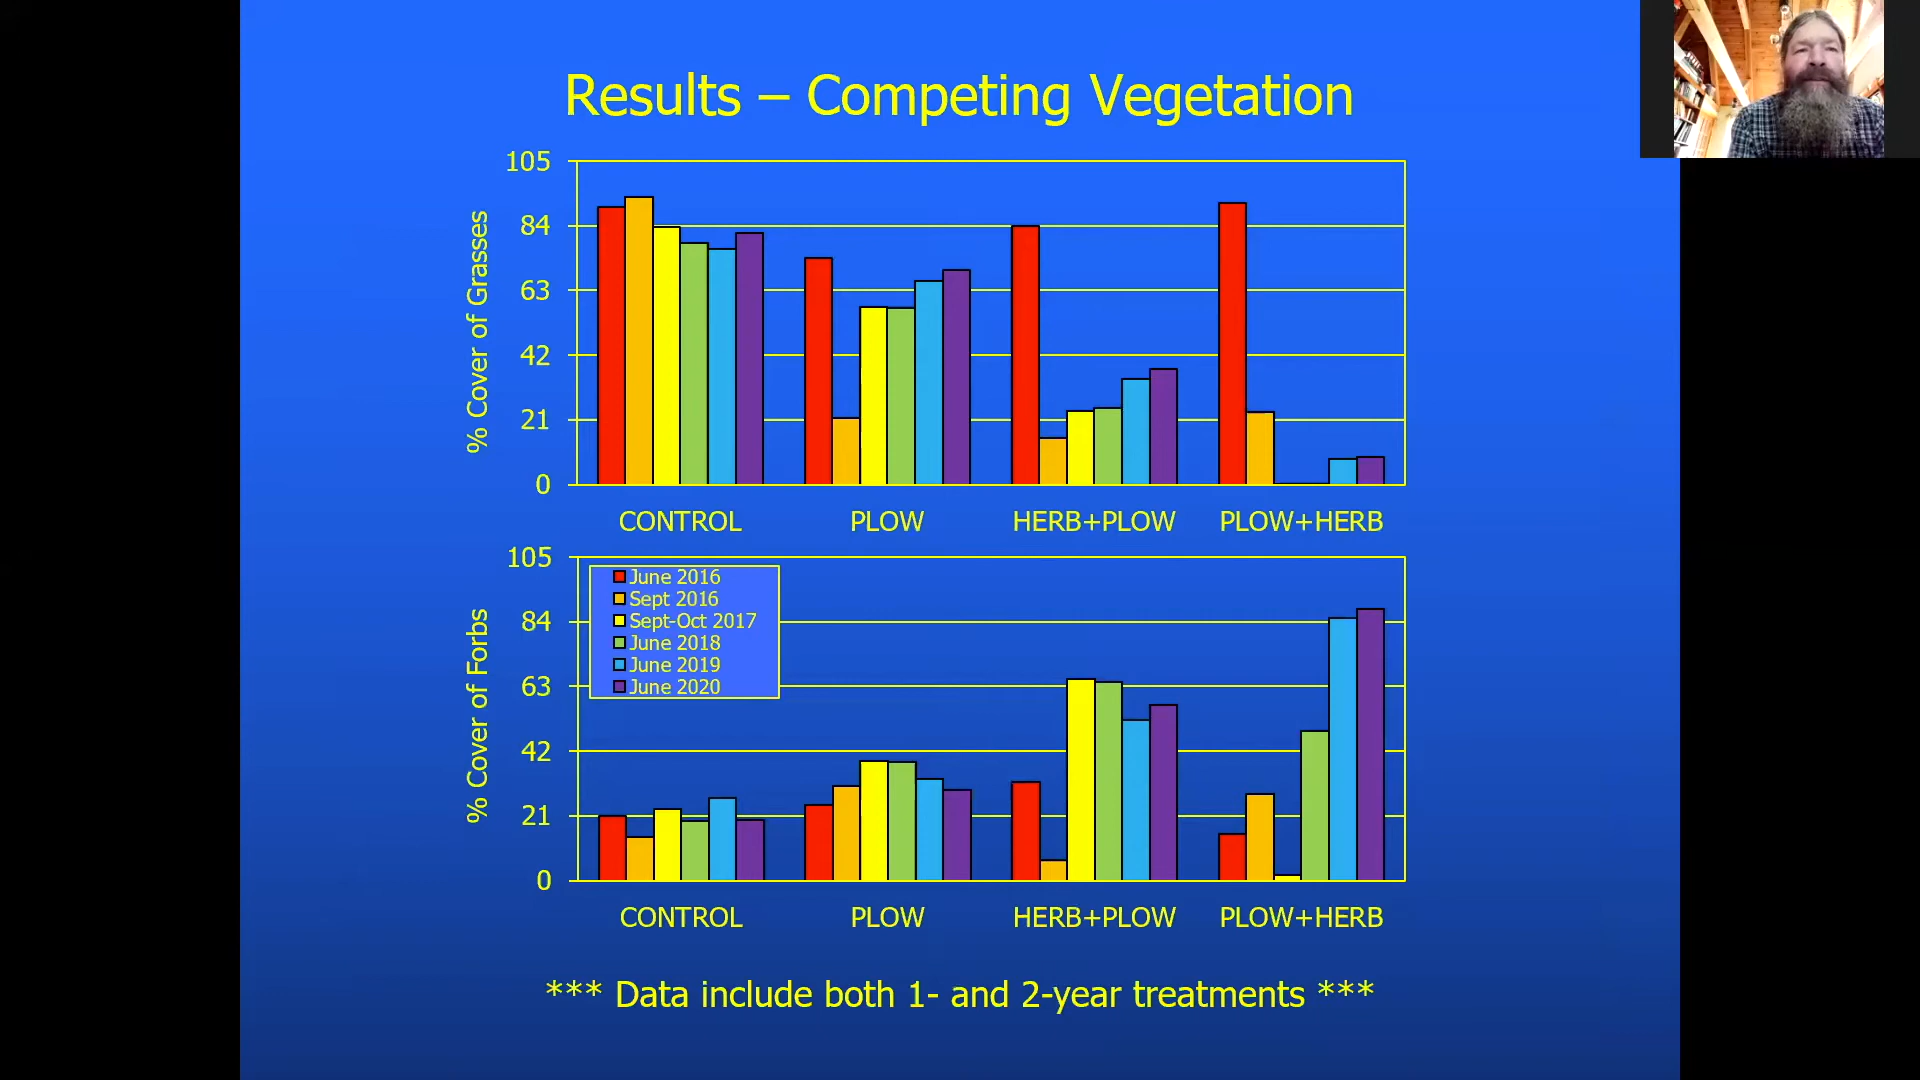 Results – Competing Vegetation
% Cover of Grasses
105
84
63
42
21
0
CONTROL
PLOW
HERB+PLOW
PLOW+HERB
% Cover of Forbs
105
84
63
42
21
0
June 2016
Sept 2016
Sept-Oct 2017
June 2018
June 2019
June 2020
CONTROL
PLOW
HERB+PLOW
PLOW+HERB
*** Data include both 1- and 2-year treatments ***